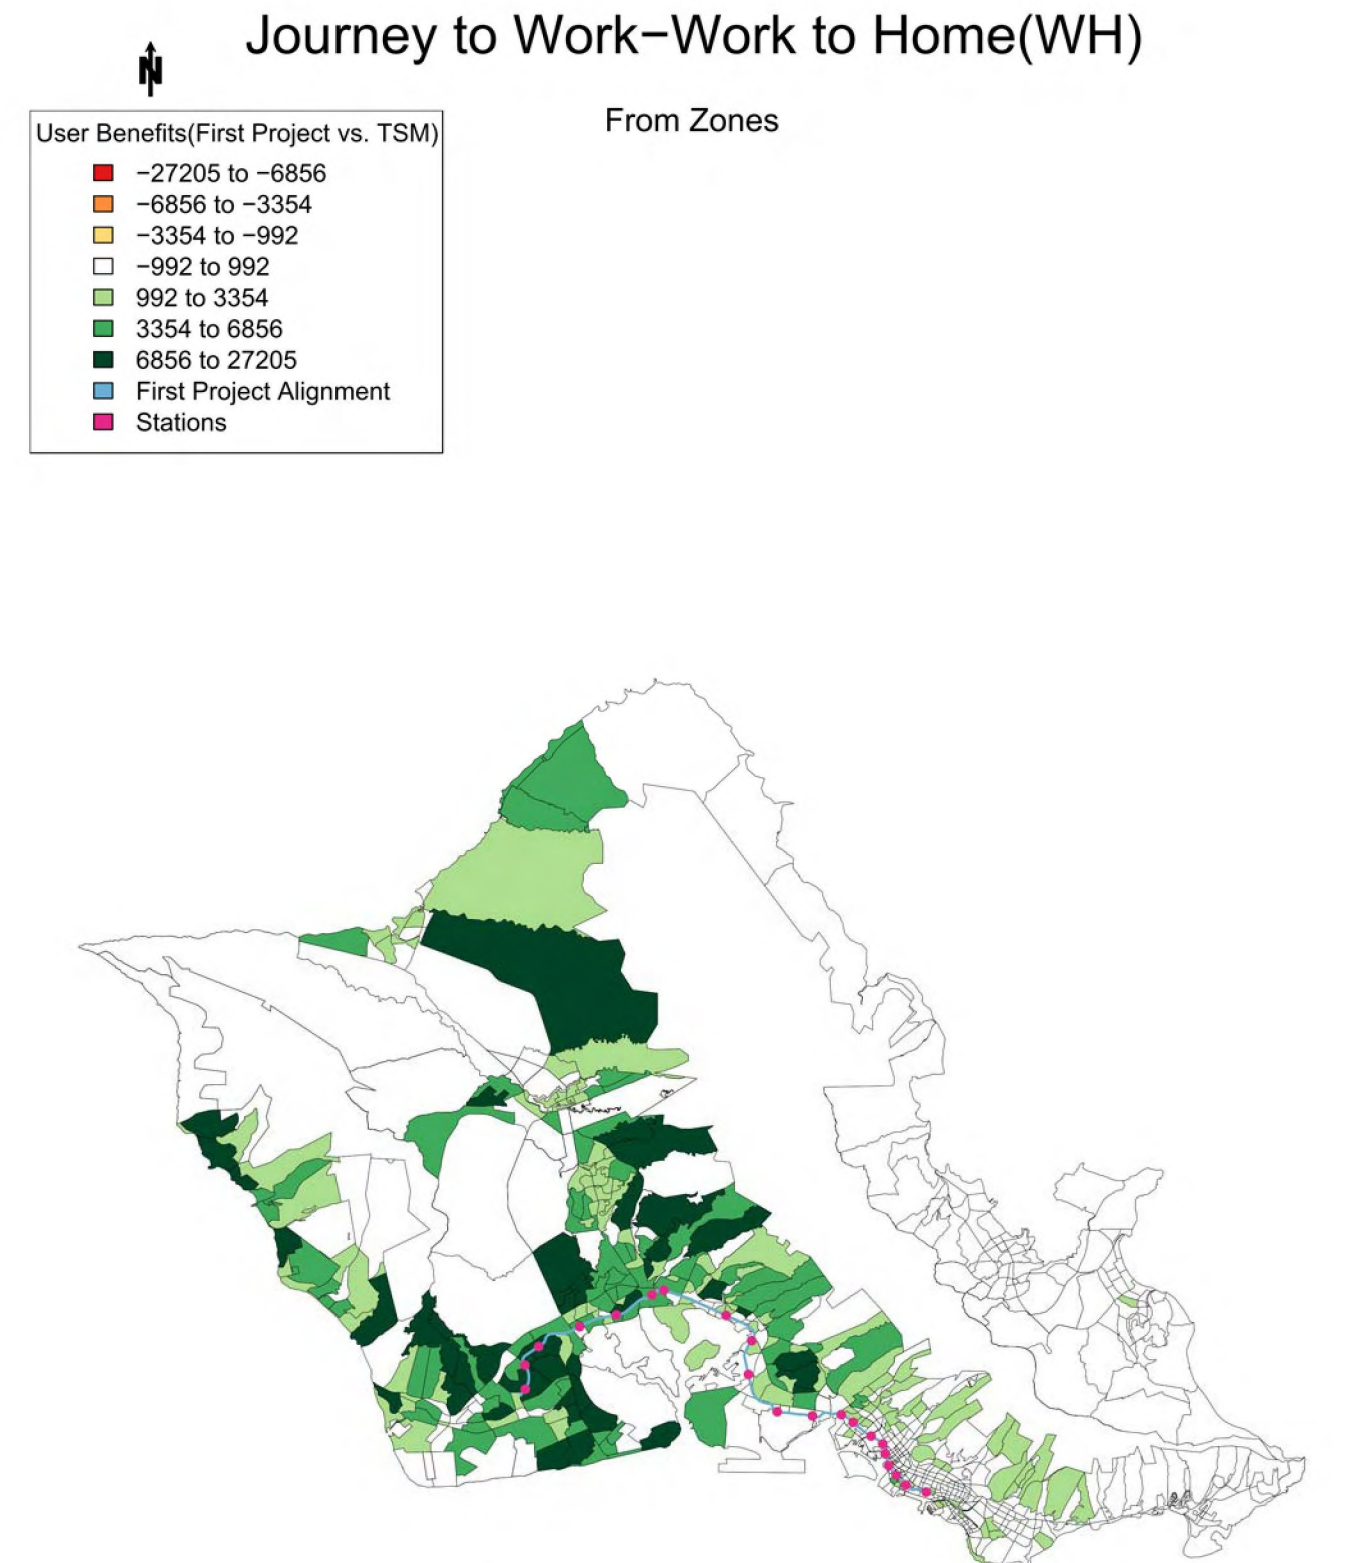 Journey to Work−Work to Home(WH)
N
From Zones
User Benefits(First Project vs. TSM)
−27205 to −6856
−6856 to −3354
−3354 to −992
−992 to 992
992 to 3354
3354 to 6856
6856 to 27205
First Project Alignment
Stations